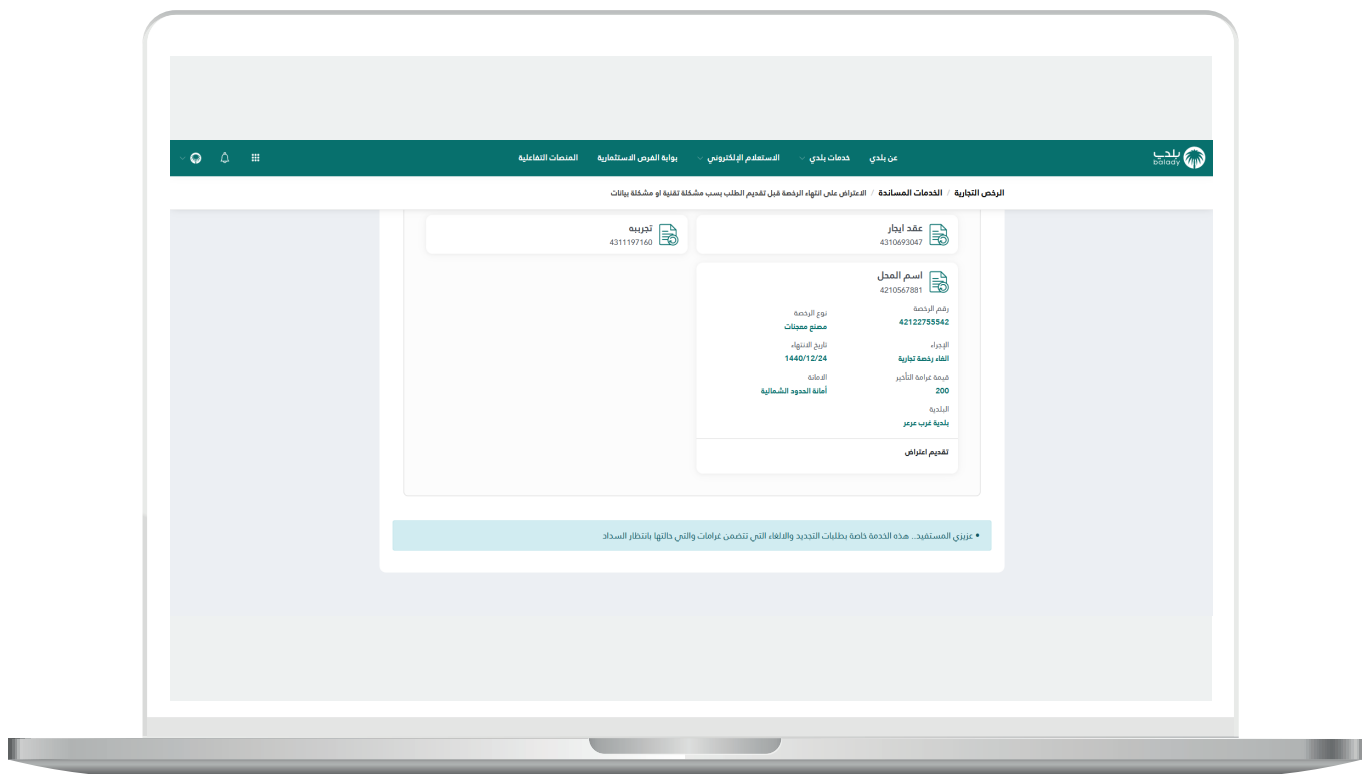 بلدي
balady
عن بلدي خدمات بلدي الاستعلام الإلكتروني بوابة الفرص الاستثمارية المنصات التفاعلية
الرخص التجارية / الخدمات المساندة / الاعتراض على انتهاء الرخصة قبل تقديم الطلب بسب مشكلة تقنية او مشكلة بيانات
عقد ايجار
4310693047
تجريبه
4311197160
اسم المحل
4210567881
رقم الرخصة
42122755542
نوع الرخصة
مصنع معجنات
الإجراء
الغاء رخصة تجارية
تاريخ الانتهاء
1440/12/24
قيمة غرامة التأخير
200
الامانة
أمانة الحدود الشمالية
البلدية
بلدية غرب عرعر
تقديم اعتراض
• عزيزي المستفيد.. هذه الخدمة خاصة بطلبات التجديد والالغاء التي تتضمن غرامات والتي حالتها بانتظار السداد